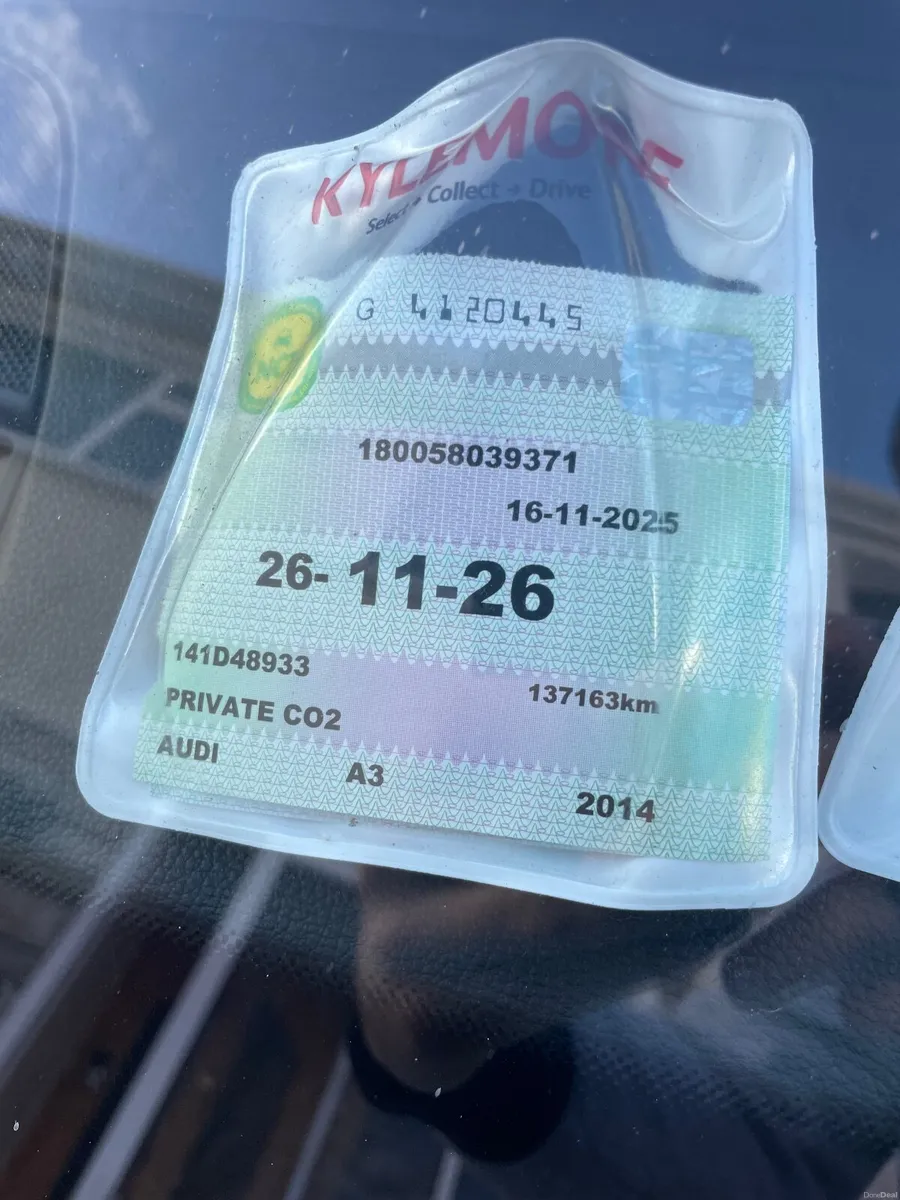 KYLEMORE
Select → Collect → Drive
G 4120445
180058039371
16-11-2025
26- 11-26
141D48933
137163km
PRIVATE CO2
AUDI A3 2014
DoneDeal